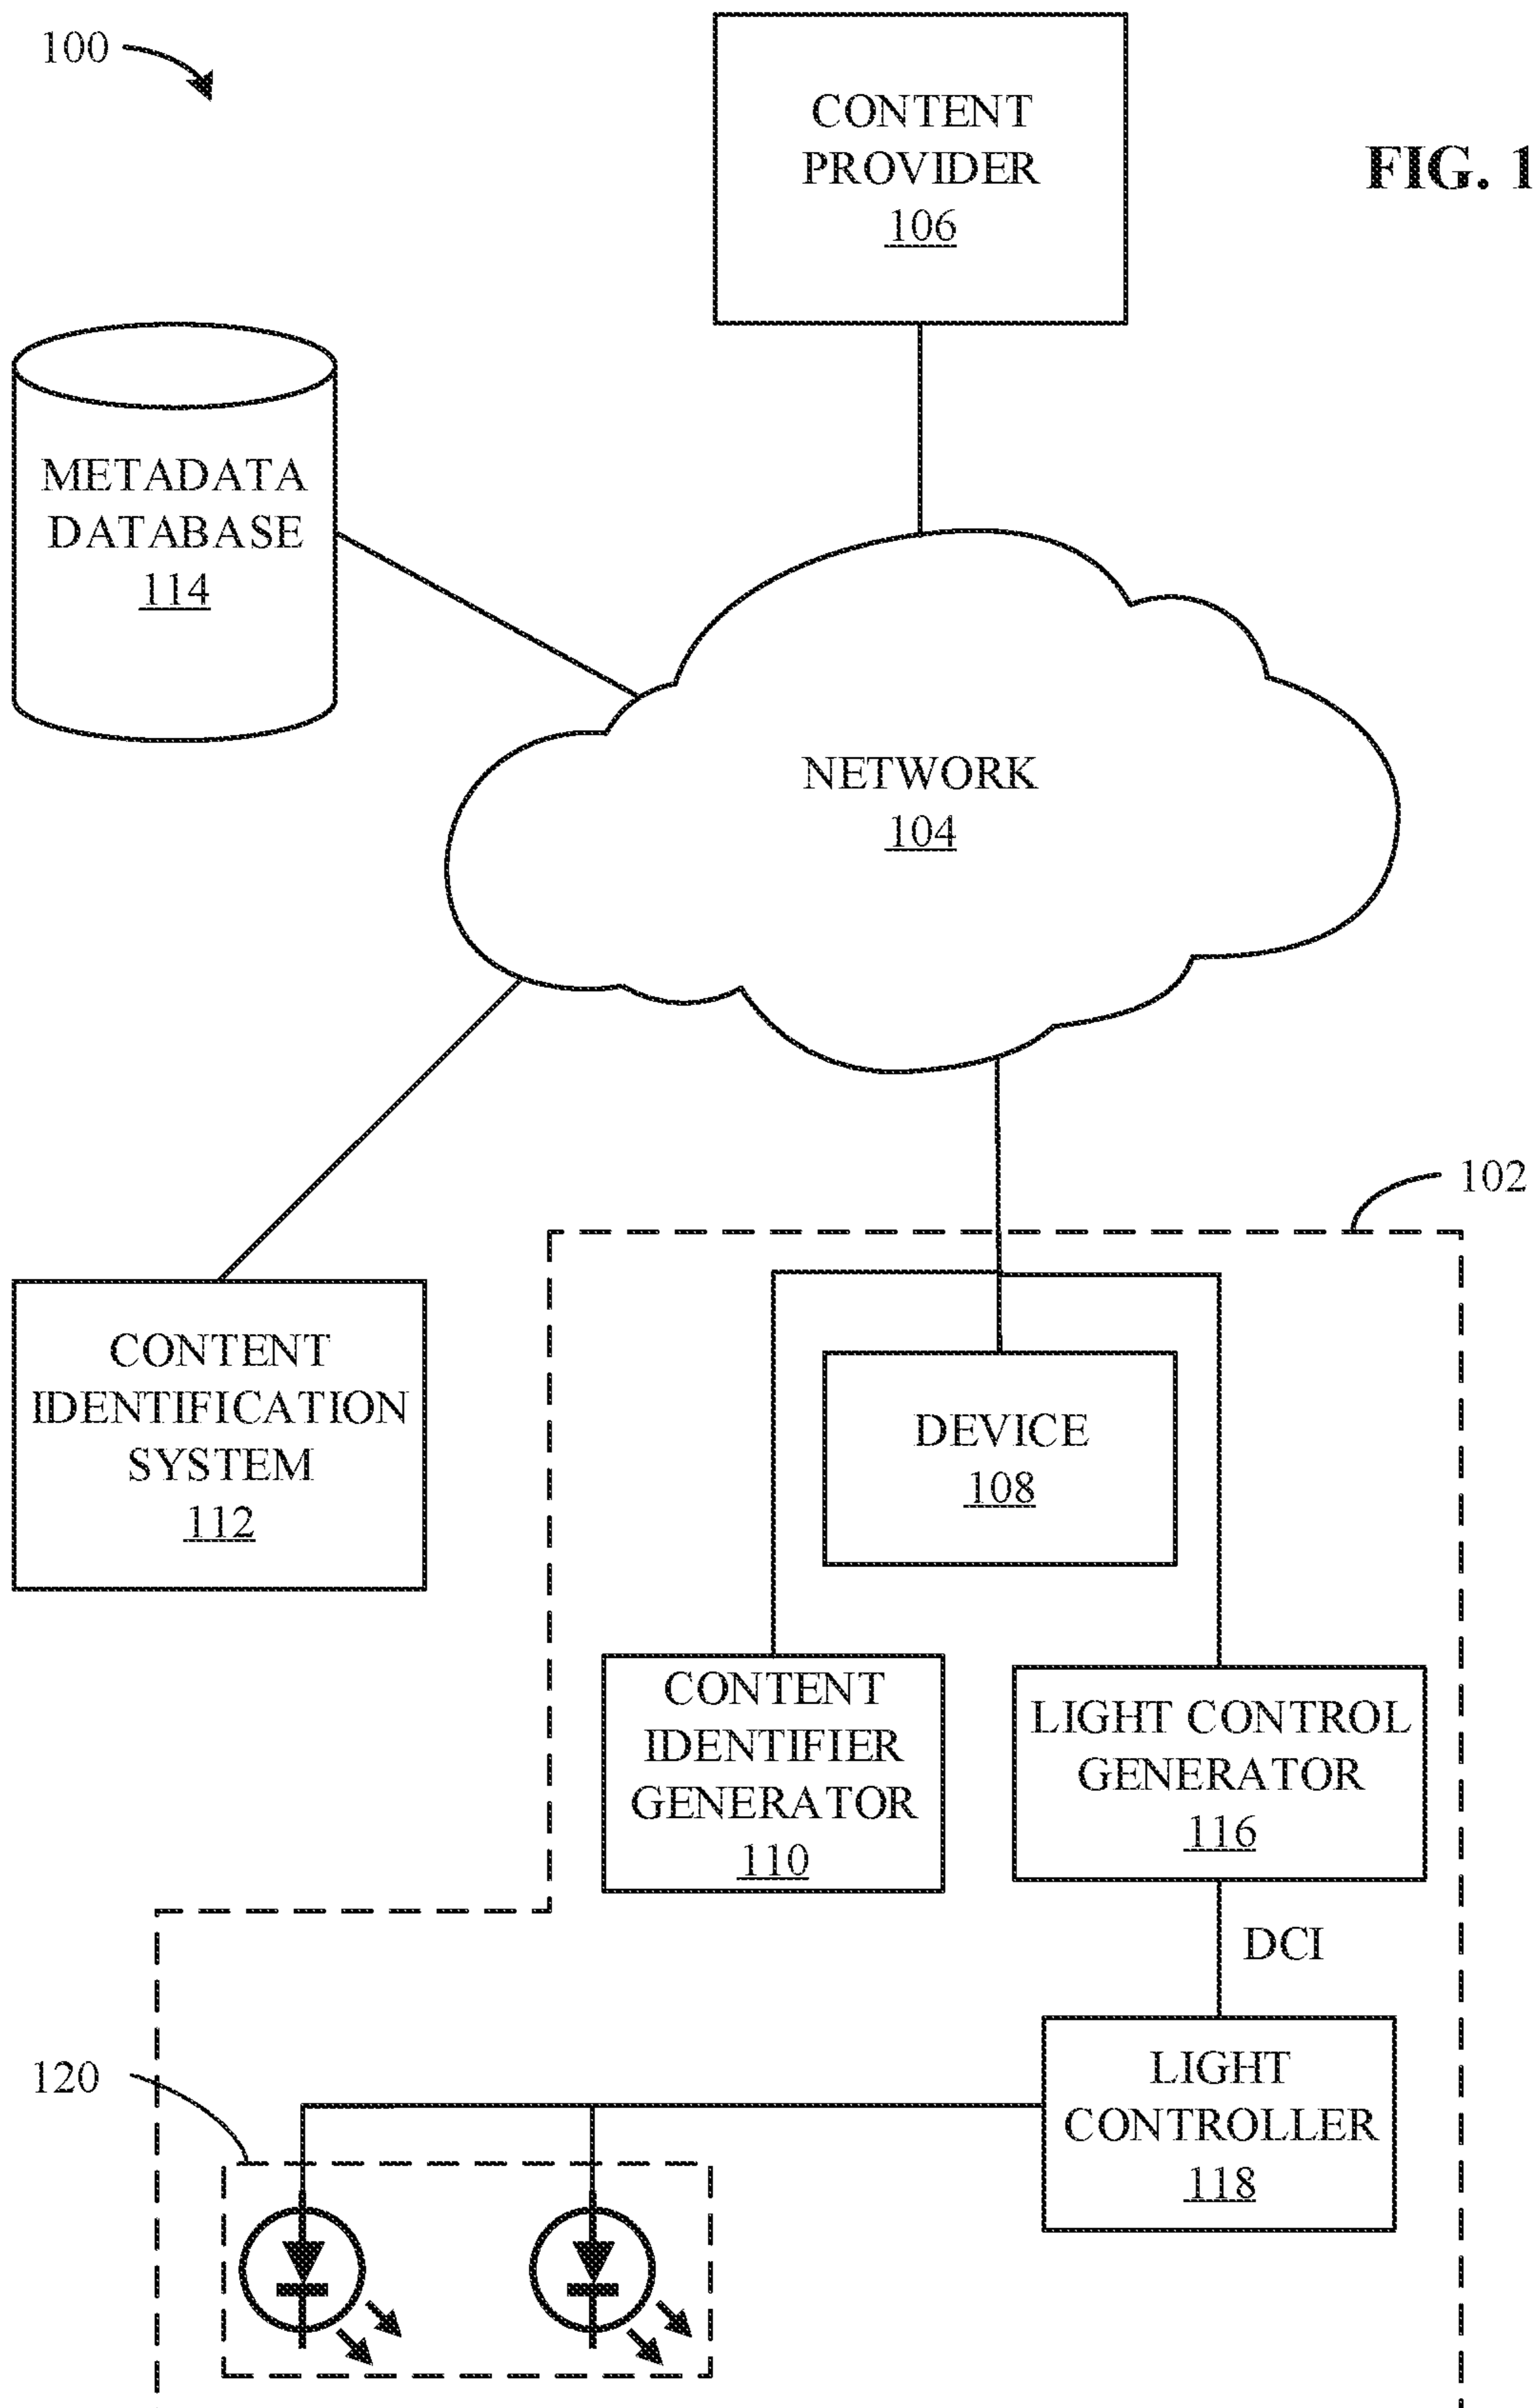 100
CONTENT
PROVIDER
106
FIG. 1
METADATA
DATABASE
114
NETWORK
104
102
CONTENT
IDENTIFICATION
SYSTEM
112
DEVICE
108
CONTENT
IDENTIFIER
GENERATOR
110
LIGHT CONTROL
GENERATOR
116
DCI
LIGHT
CONTROLLER
118
120